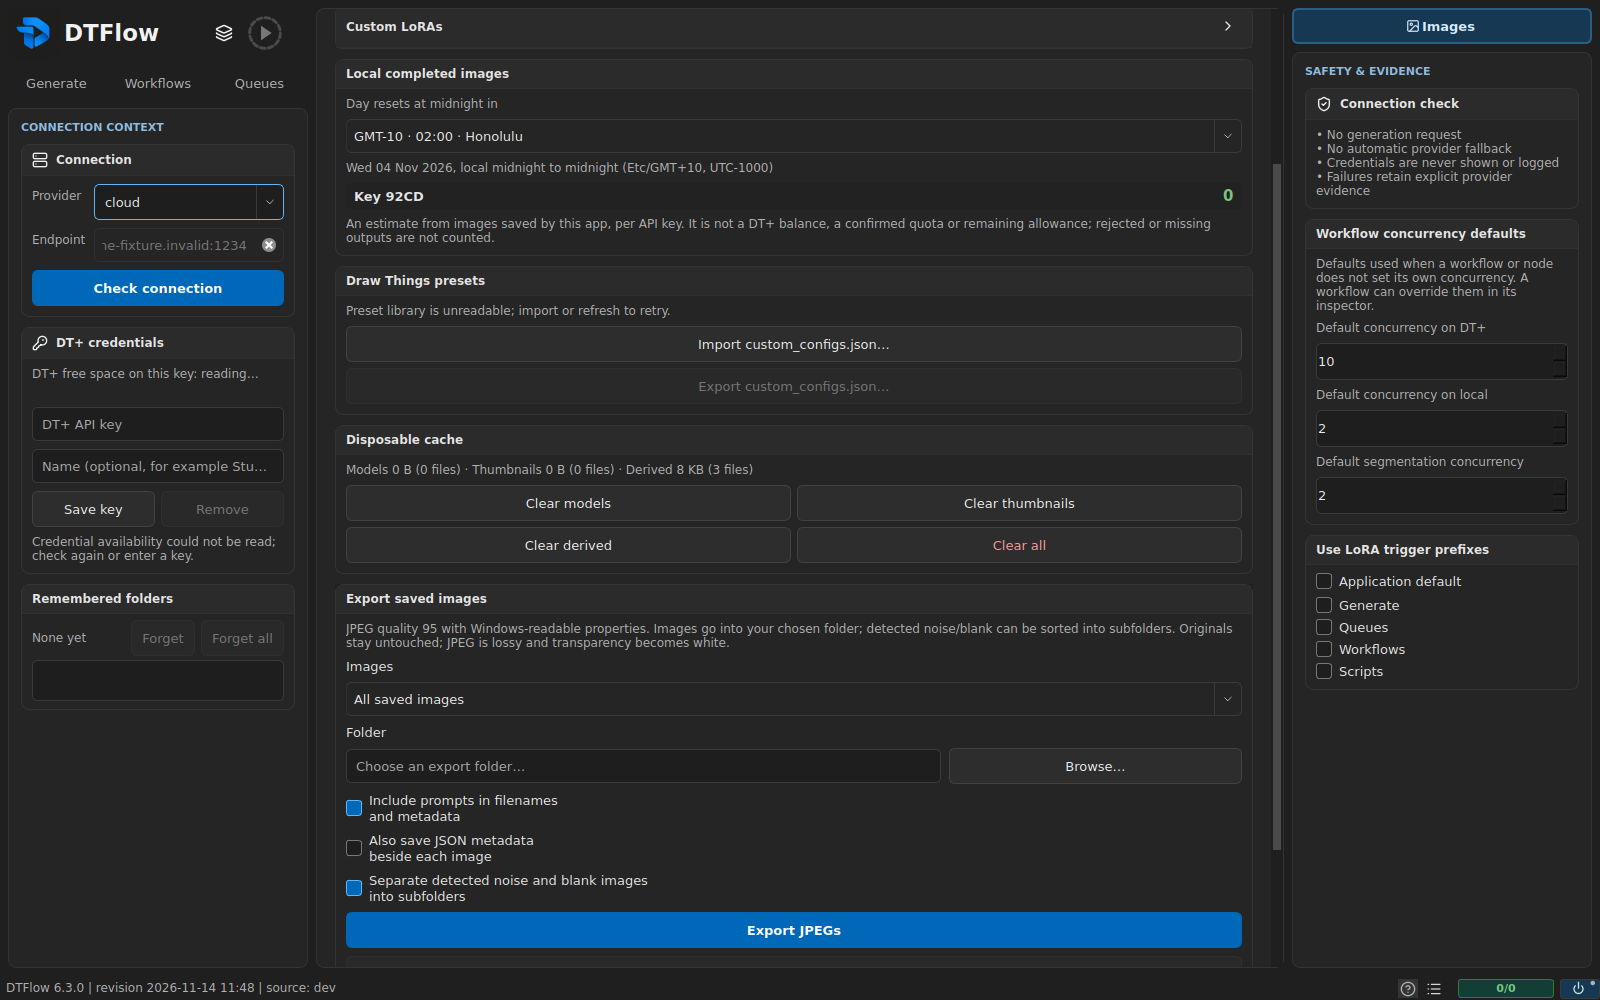 DTFlow
Generate
Workflows
Queues
CONNECTION CONTEXT
Connection
Provider
cloud
Endpoint
ne-fixture.invalid:1234
Check connection
DT+ credentials
DT+ free space on this key: reading...
DT+ API key
Name (optional, for example Stu...
Save key
Remove
Credential availability could not be read;
check again or enter a key.
Remembered folders
None yet
Forget
Forget all
Custom LoRAs
Local completed images
Day resets at midnight in
GMT-10 · 02:00 · Honolulu
Wed 04 Nov 2026, local midnight to midnight (Etc/GMT+10, UTC-1000)
Key 92CD
0
An estimate from images saved by this app, per API key. It is not a DT+ balance, a confirmed quota or remaining allowance; rejected or missing
outputs are not counted.
Draw Things presets
Preset library is unreadable; import or refresh to retry.
Import custom_configs.json...
Export custom_configs.json...
Disposable cache
Models 0 B (0 files) · Thumbnails 0 B (0 files) · Derived 8 KB (3 files)
Clear models
Clear thumbnails
Clear derived
Clear all
Export saved images
JPEG quality 95 with Windows-readable properties. Images go into your chosen folder; detected noise/blank can be sorted into subfolders. Originals
stay untouched; JPEG is lossy and transparency becomes white.
Images
All saved images
Folder
Choose an export folder...
Browse...
Include prompts in filenames
and metadata
Also save JSON metadata
beside each image
Separate detected noise and blank images
into subfolders
Export JPEGs
Images
SAFETY & EVIDENCE
Connection check
• No generation request
• No automatic provider fallback
• Credentials are never shown or logged
• Failures retain explicit provider
evidence
Workflow concurrency defaults
Defaults used when a workflow or node
does not set its own concurrency. A
workflow can override them in its
inspector.
Default concurrency on DT+
10
Default concurrency on local
2
Default segmentation concurrency
2
Use LoRA trigger prefixes
Application default
Generate
Queues
Workflows
Scripts
DTFlow 6.3.0 | revision 2026-11-14 11:48 | source: dev
0/0